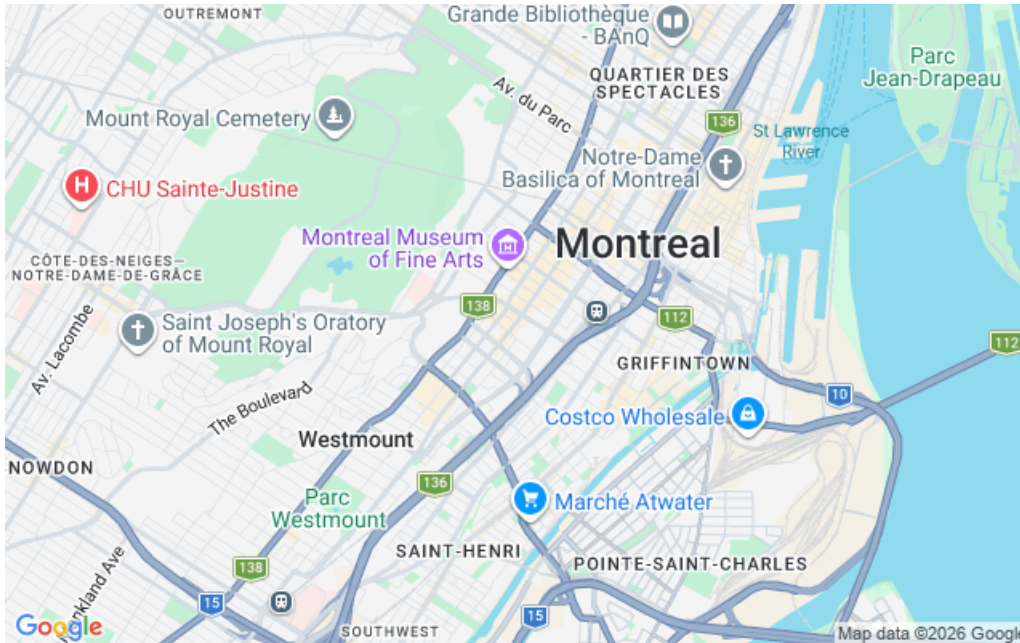 OUTREMONT
Grande Bibliothèque
- BAnQ
Parc
Jean-Drapeau
QUARTIER DES
SPECTACLES
Av. du Parc
Mount Royal Cemetery
136
St Lawrence
River
Notre-Dame
Basilica of Montreal
H
CHU Sainte-Justine
Montreal Museum
of Fine Arts
Montreal
CÔTE-DES-NEIGES—
NOTRE-DAME-DE-GRÂCE
138
112
Saint Joseph's Oratory
of Mount Royal
112
Av. Lacombe
GRIFFINTOWN
The Boulevard
10
Costco Wholesale
Westmount
NOWDON
136
Parc
Westmount
Marché Atwater
SAINT-HENRI
POINTE-SAINT-CHARLES
138
nkland Ave
15
15
SOUTHWEST
Google
Map data ©2026 Google